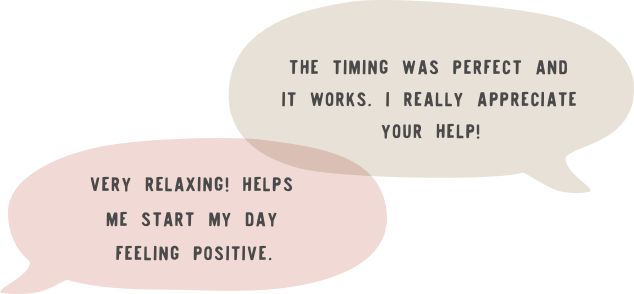 THE TIMING WAS PERFECT AND
IT WORKS. I REALLY APPRECIATE
YOUR HELP!
VERY RELAXING! HELPS
ME START MY DAY
FEELING POSITIVE.